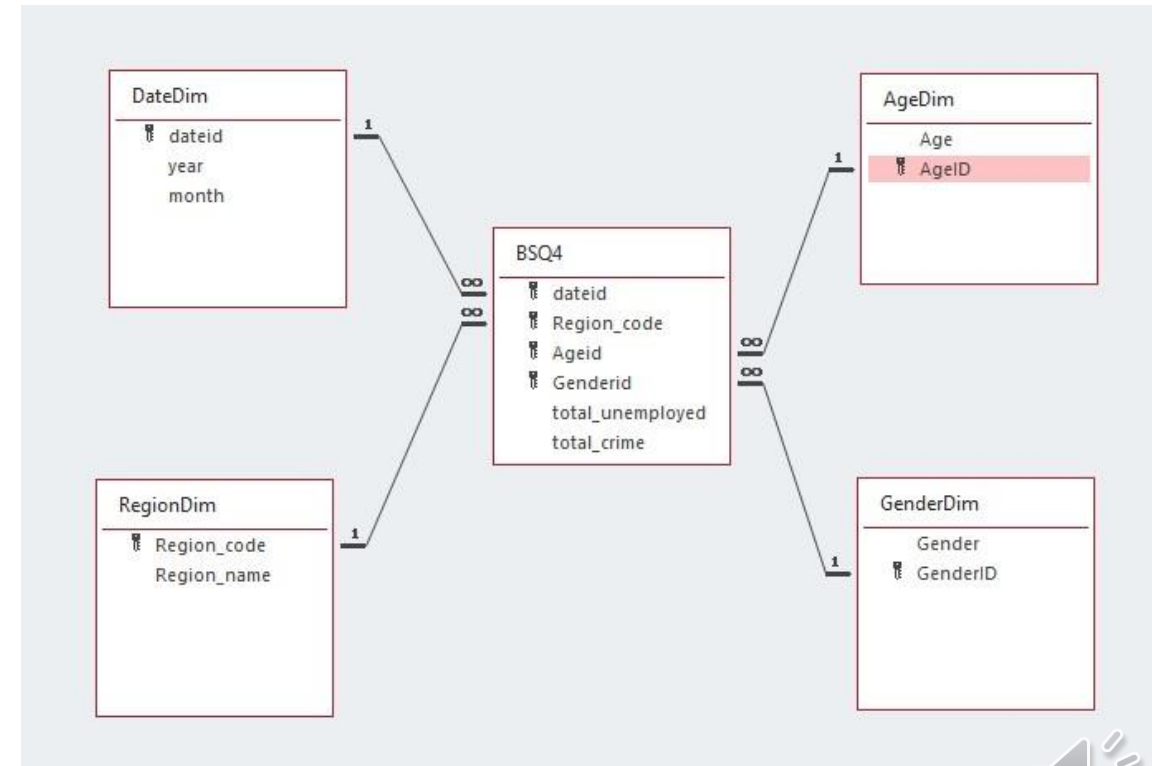 DateDim
dateid
year
month
1
AgeDim
Age
AgeID
1
BSQ4
dateid
Region_code
Ageid
Genderid
total_unemployed
total_crime
∞
∞
∞
∞
RegionDim
Region_code
Region_name
1
GenderDim
Gender
GenderID
1